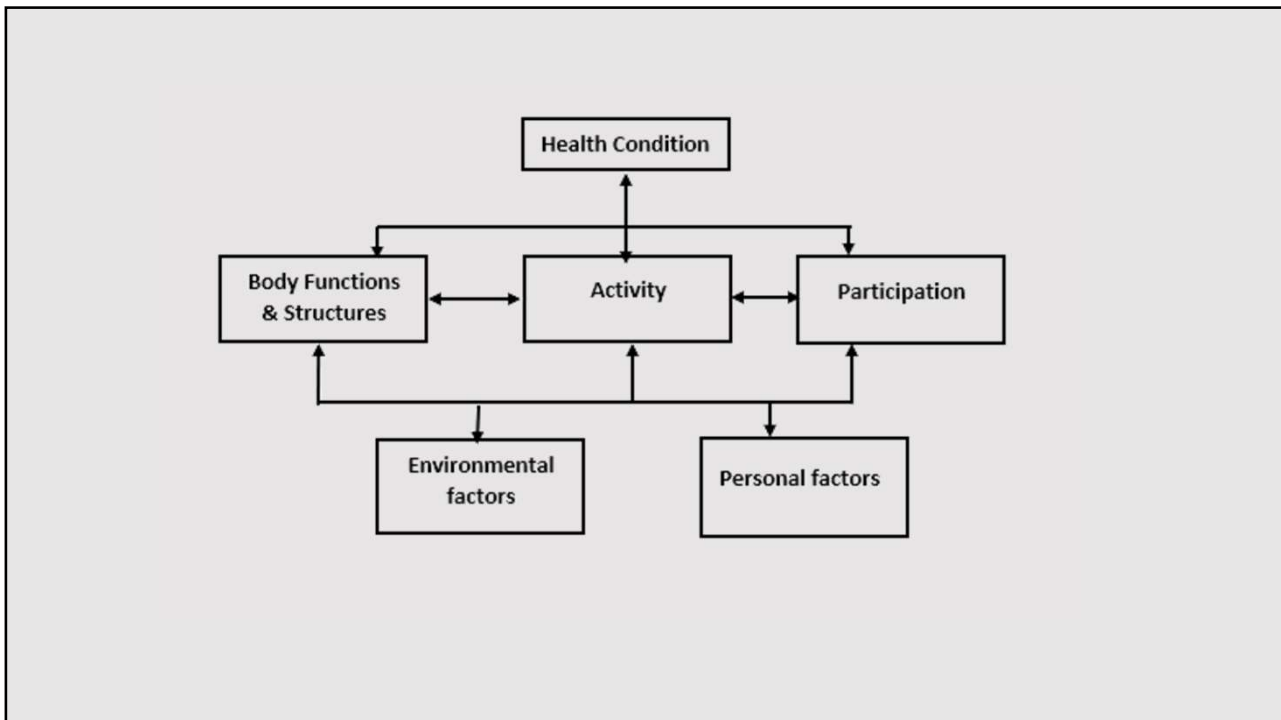 Health Condition
Body Functions
& Structures
Activity
Participation
Environmental
factors
Personal factors